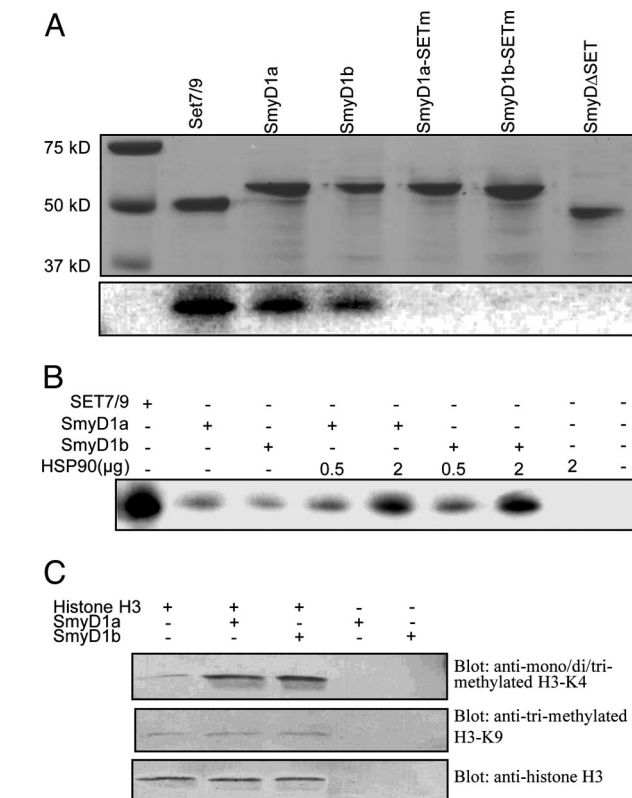 A
Set7/9 SmyD1a SmyD1b SmyD1a-SETm SmyD1b-SETm SmyDΔSET
75 kD
50 kD
37 kD
B
SET7/9 + - - - - - - - -
SmyD1a - + - + + - - - -
SmyD1b - - + - - + + - -
HSP90(µg) - - - 0.5 2 0.5 2 2 -
C
Histone H3 + + + - -
SmyD1a - + - + -
SmyD1b - - + - +
Blot: anti-mono/di/tri-
methylated H3-K4
Blot: anti-tri-methylated
H3-K9
Blot: anti-histone H3